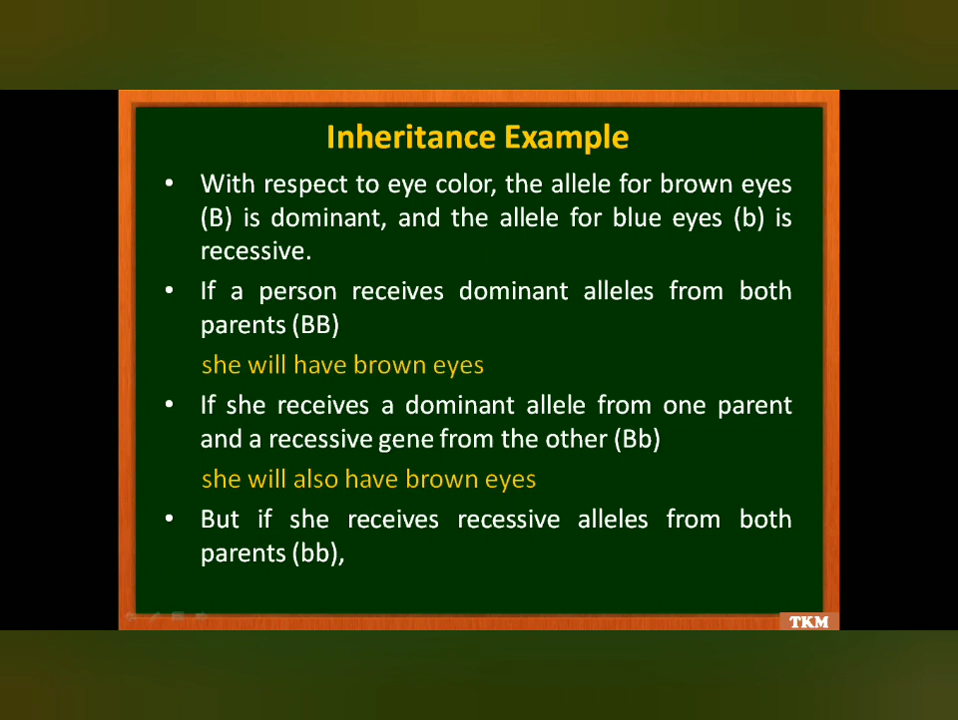 Inheritance Example
• With respect to eye color, the allele for brown eyes
(B) is dominant, and the allele for blue eyes (b) is
recessive.
• If a person receives dominant alleles from both
parents (BB)
she will have brown eyes
• If she receives a dominant allele from one parent
and a recessive gene from the other (Bb)
she will also have brown eyes
• But if she receives recessive alleles from both
parents (bb),
TKM